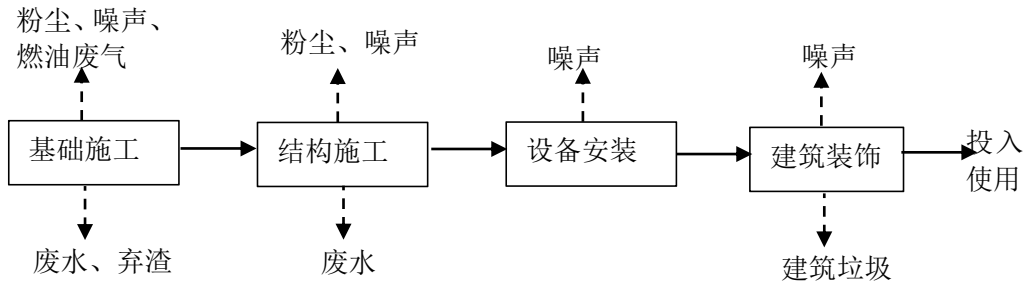 粉尘、噪声、
燃油废气
粉尘、噪声
噪声
噪声
基础施工
结构施工
设备安装
建筑装饰
投入
使用
废水、弃渣
废水
建筑垃圾